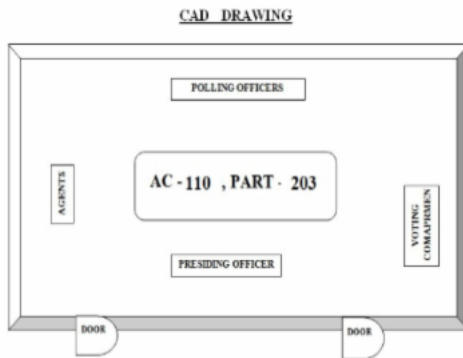 CAD DRAWING
POLLING OFFICERS
AGENTS
AC - 110 , PART - 203
VOTING
COMAPRMEN
PRESIDING OFFICER
DOOR
DOOR